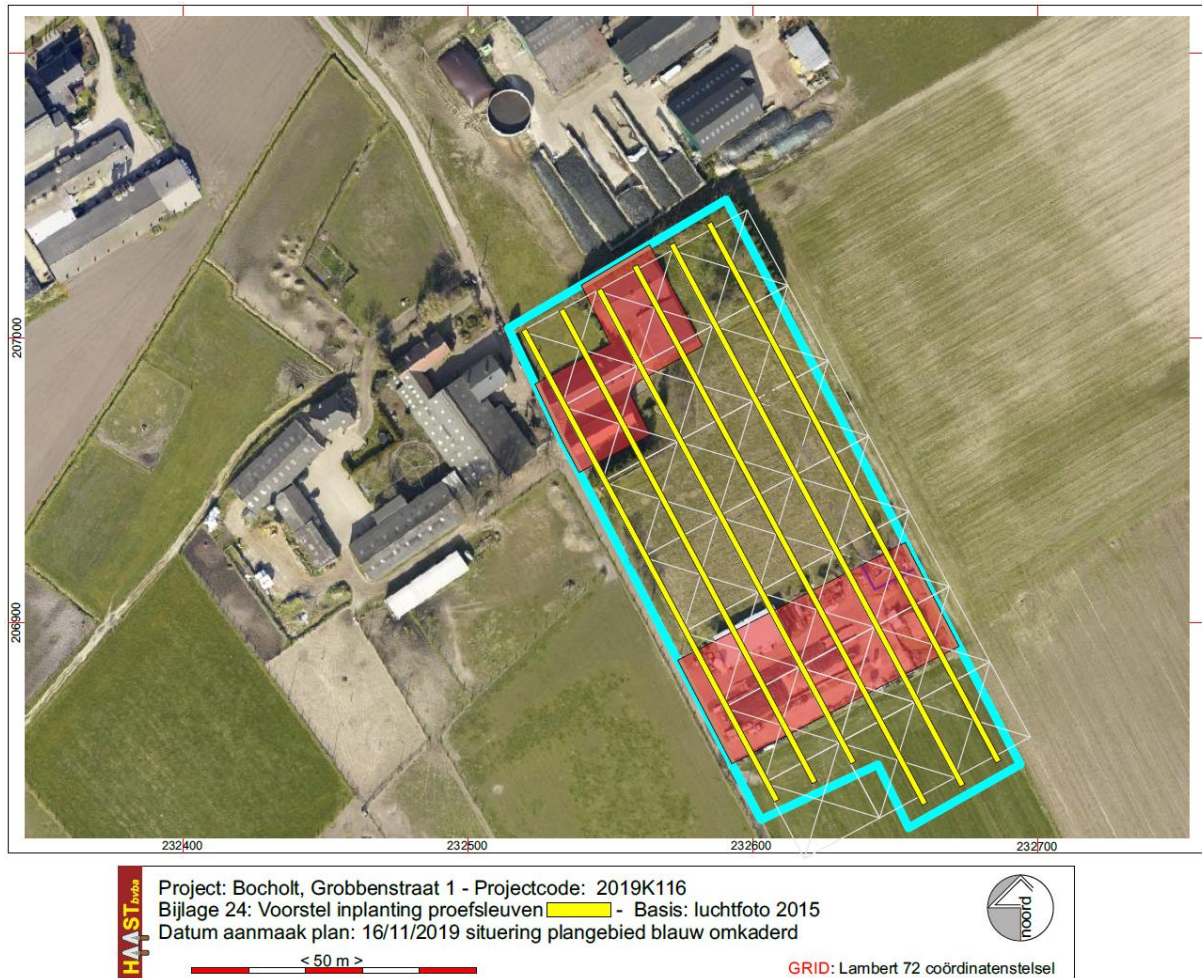 207000
206900
232400 232500 232600 232700
HAAST bvba
Project: Bocholt, Grobbenstraat 1 - Projectcode: 2019K116
Bijlage 24: Voorstel inplanting proefsleuven - Basis: luchtfoto 2015
Datum aanmaak plan: 16/11/2019 situering plangebied blauw omkaderd
< 50 m >
noord
GRID: Lambert 72 coördinatenstelsel